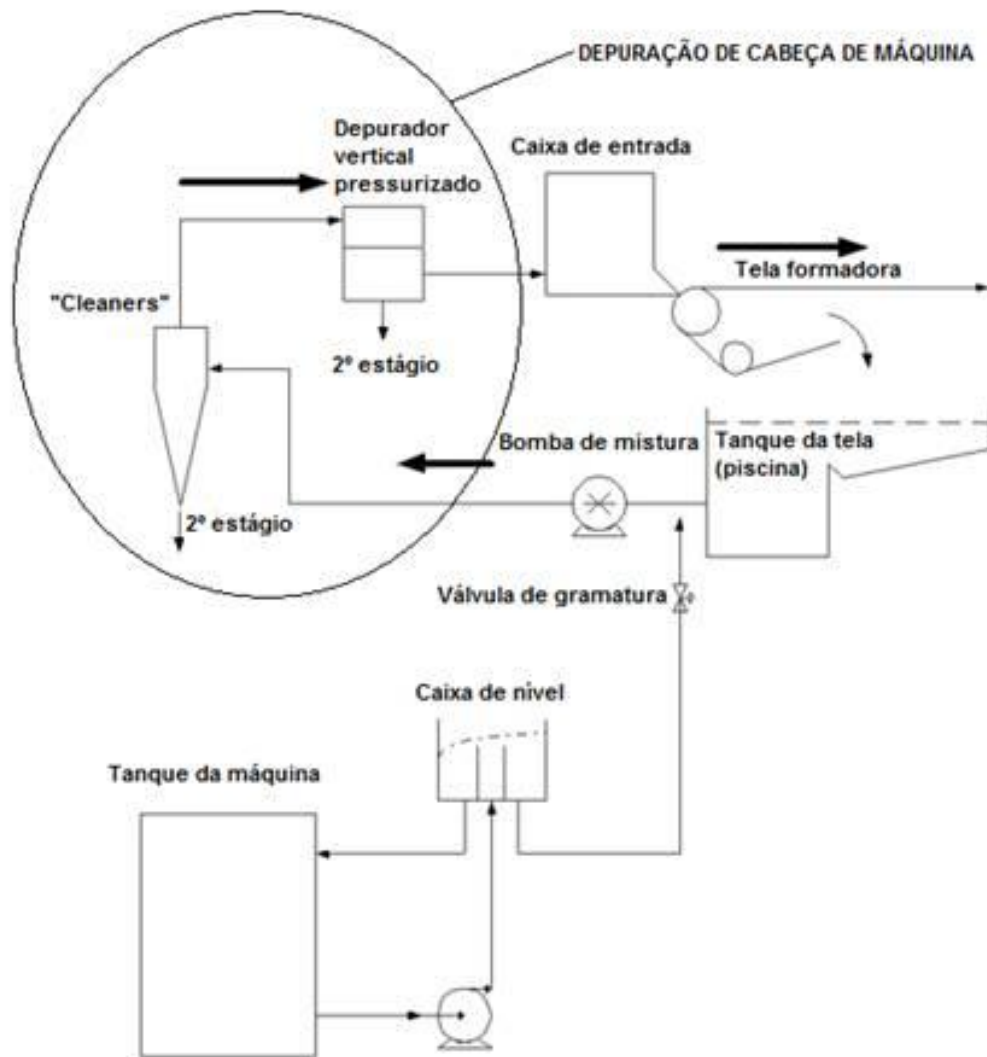 DEPURAÇÃO DE CABEÇA DE MÁQUINA
Depurador
vertical
pressurizado
Caixa de entrada
Tela formadora
"Cleaners"
2º estágio
Bomba de mistura
Tanque da tela
(piscina)
2º estágio
Válvula de gramatura
Caixa de nível
Tanque da máquina